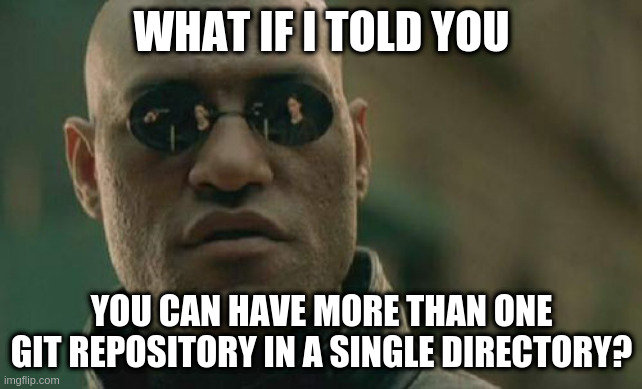 WHAT IF I TOLD YOU
YOU CAN HAVE MORE THAN ONE
GIT REPOSITORY IN A SINGLE DIRECTORY?
imgflip.com